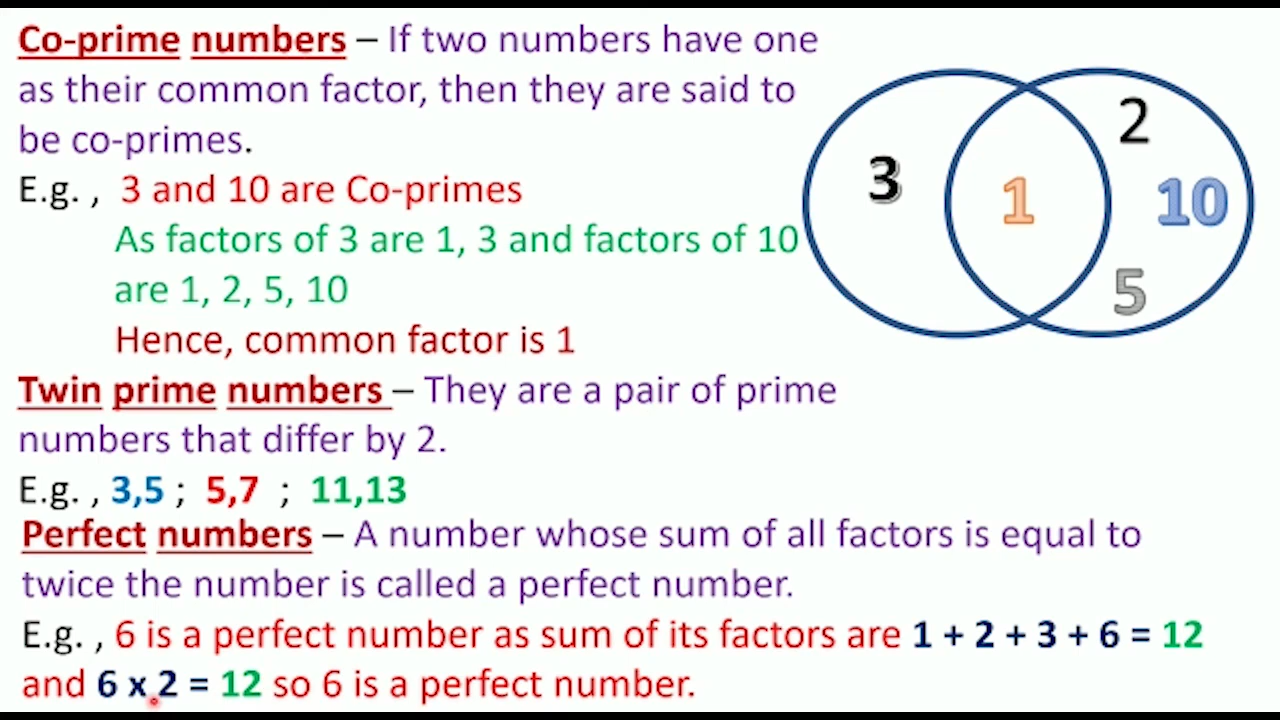 Co-prime numbers – If two numbers have one
as their common factor, then they are said to
be co-primes.
E.g. , 3 and 10 are Co-primes
As factors of 3 are 1, 3 and factors of 10
are 1, 2, 5, 10
Hence, common factor is 1
3
1
2
10
5
Twin prime numbers – They are a pair of prime
numbers that differ by 2.
E.g. , 3,5 ; 5,7 ; 11,13
Perfect numbers – A number whose sum of all factors is equal to
twice the number is called a perfect number.
E.g. , 6 is a perfect number as sum of its factors are 1 + 2 + 3 + 6 = 12
and 6 x 2 = 12 so 6 is a perfect number.